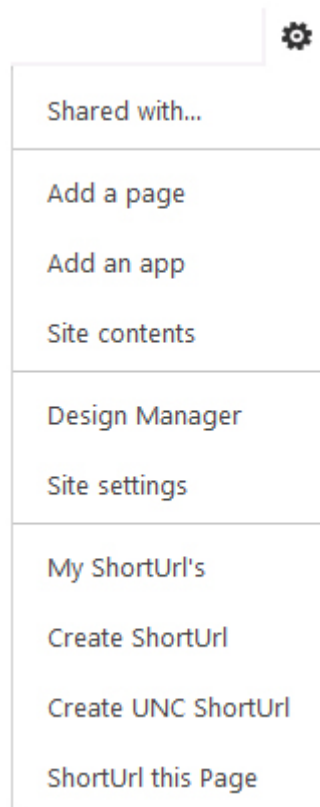 Shared with...
Add a page
Add an app
Site contents
Design Manager
Site settings
My ShortUrl's
Create ShortUrl
Create UNC ShortUrl
ShortUrl this Page